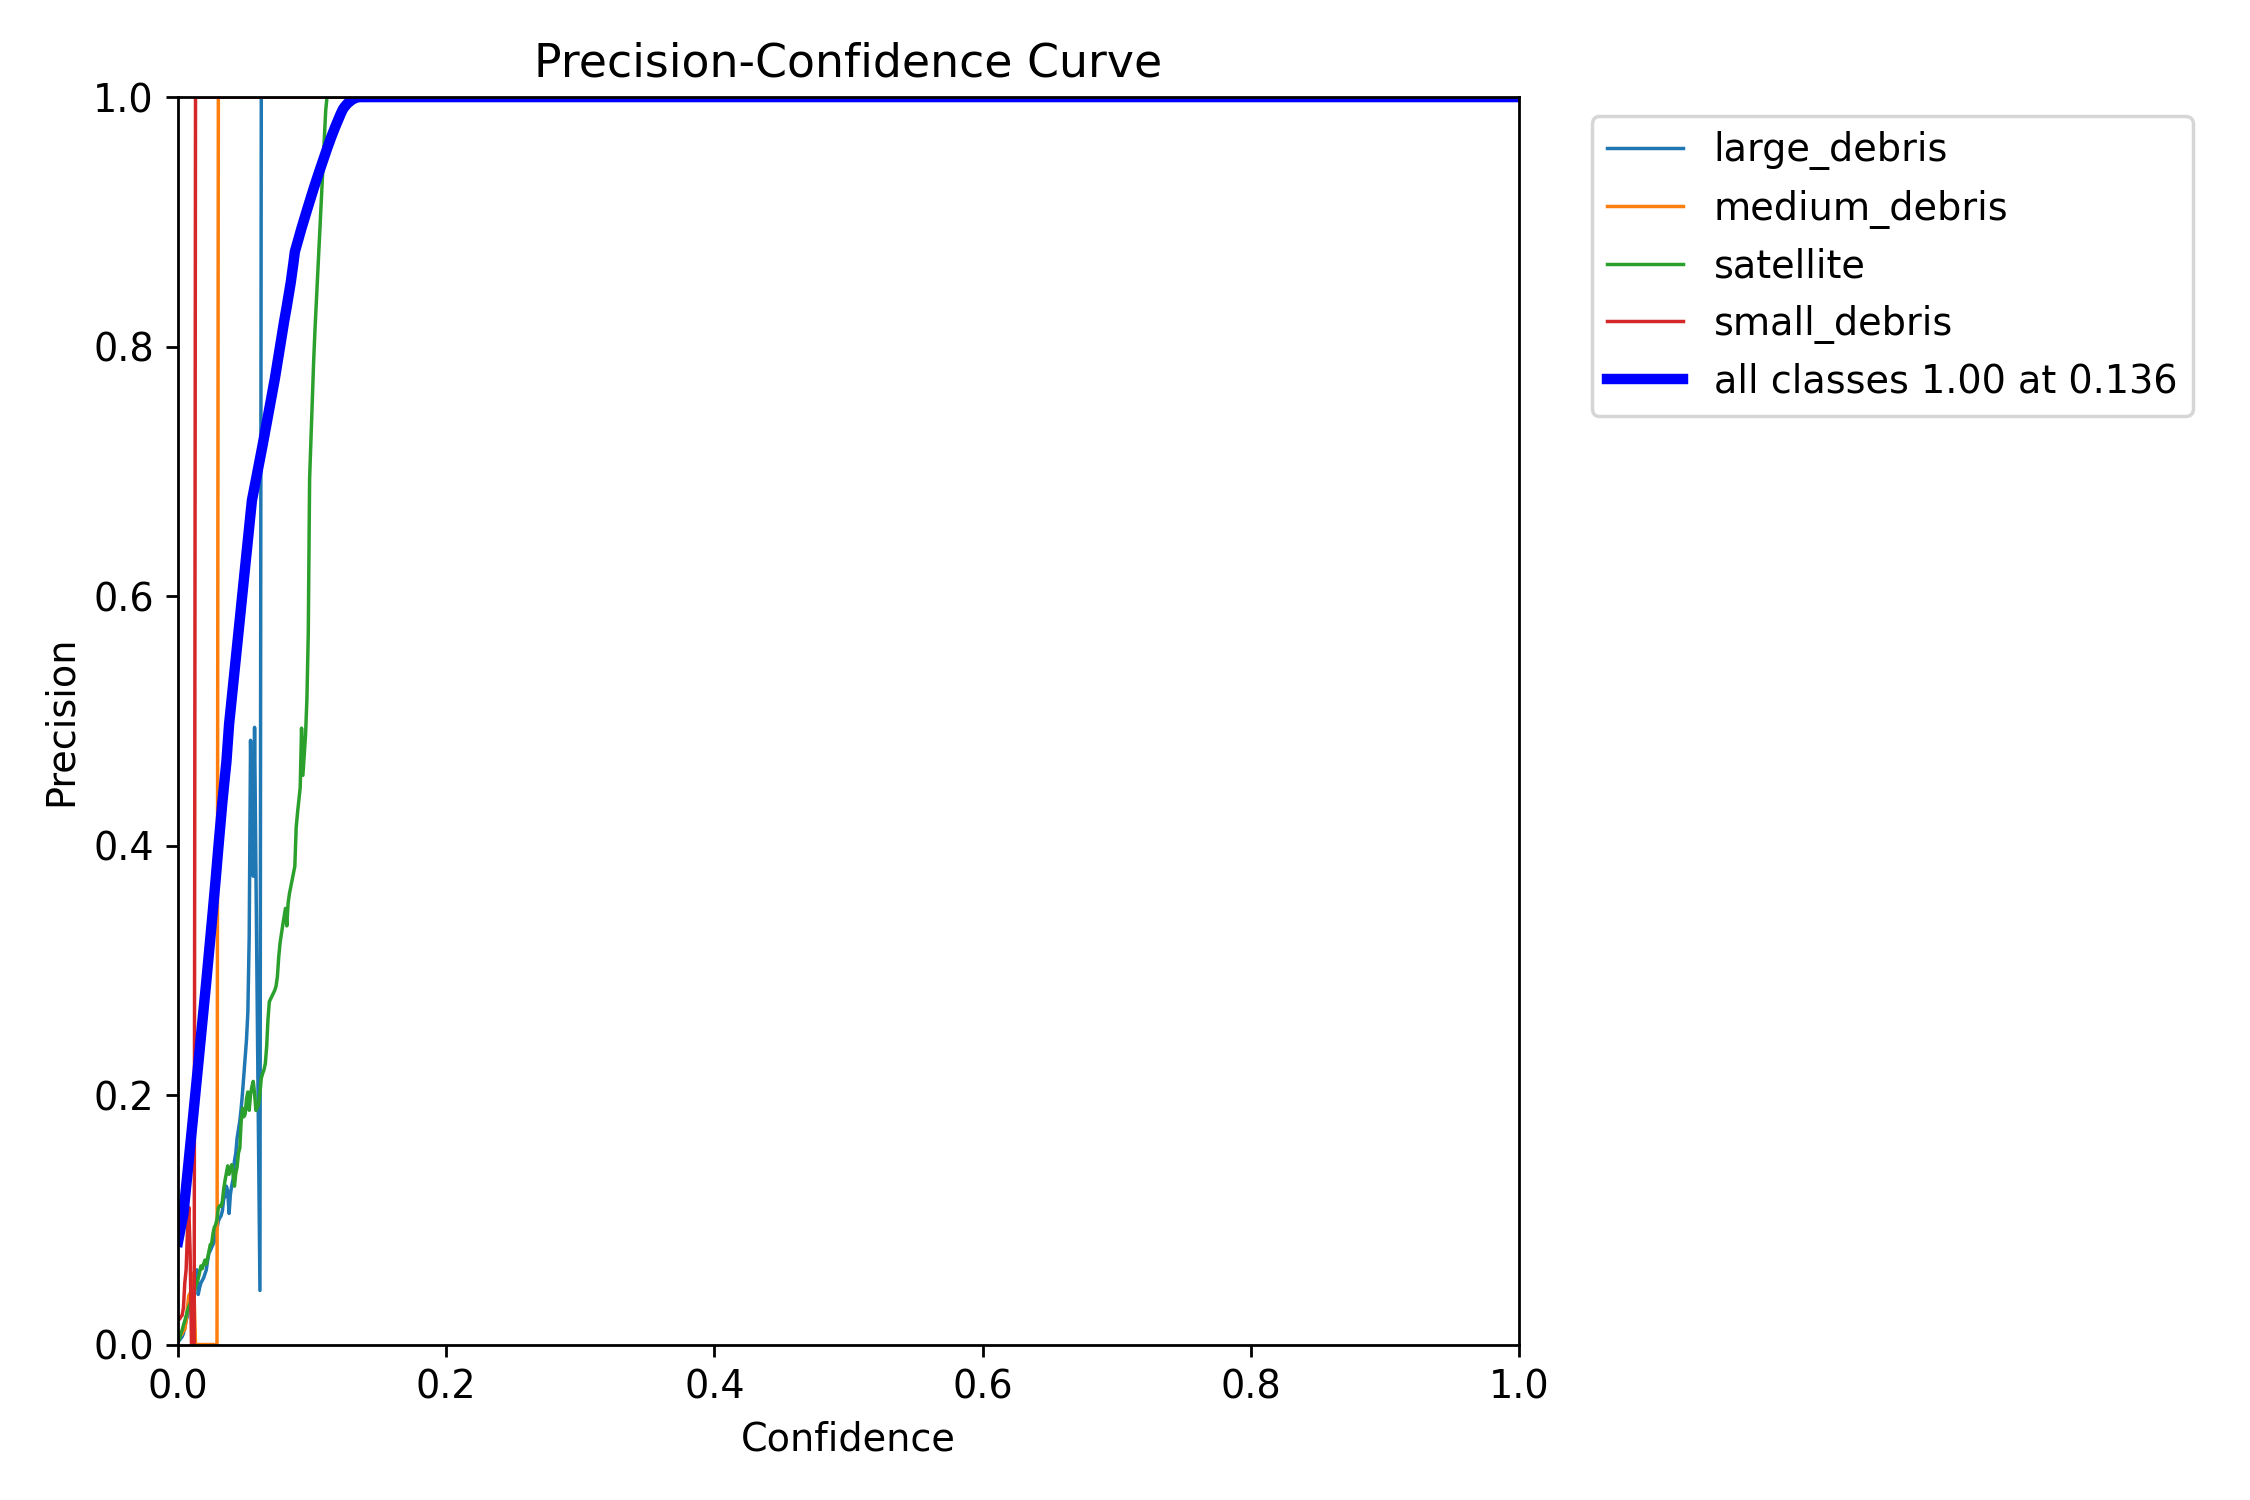 Precision-Confidence Curve
1.0
0.8
0.6
0.4
0.2
0.0
Precision
0.0 0.2 0.4 0.6 0.8 1.0
Confidence
large_debris
medium_debris
satellite
small_debris
all classes 1.00 at 0.136